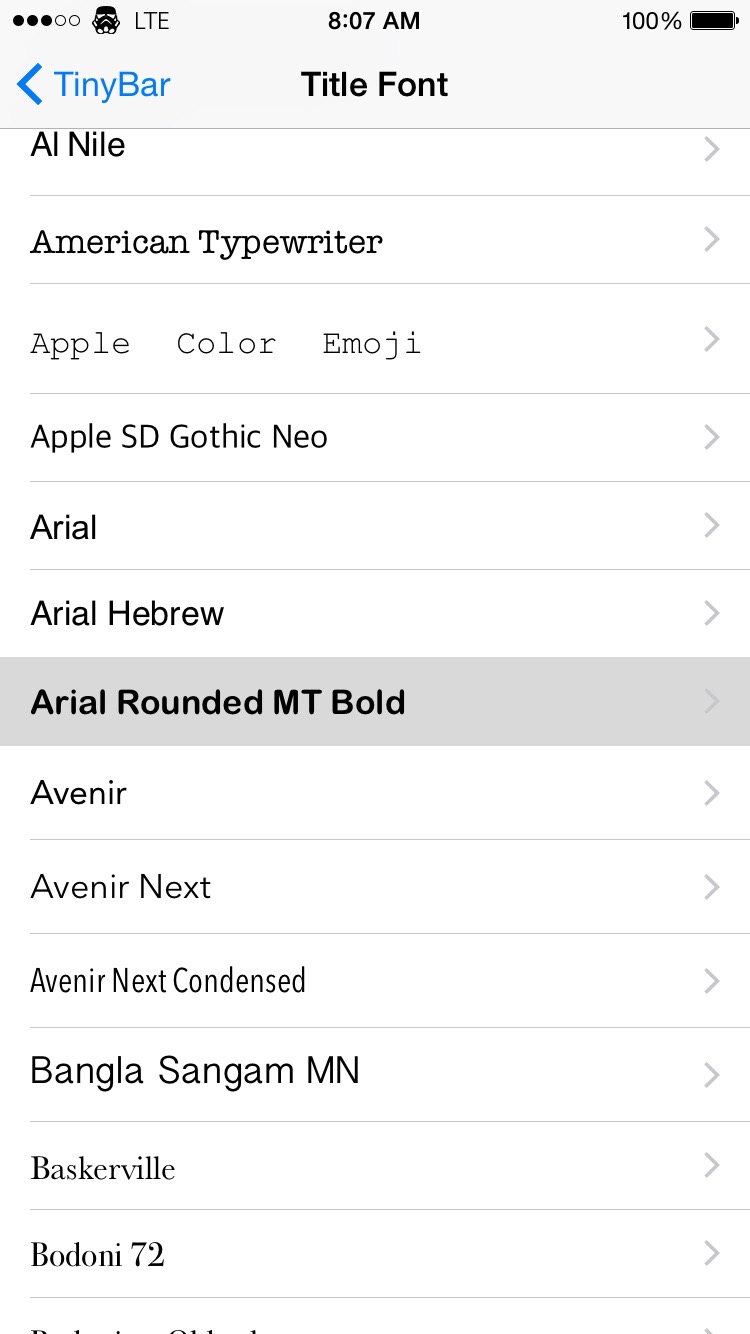 LTE 8:07 AM 100%
TinyBar Title Font
Al Nile
American Typewriter
Apple Color Emoji
Apple SD Gothic Neo
Arial
Arial Hebrew
Arial Rounded MT Bold
Avenir
Avenir Next
Avenir Next Condensed
Bangla Sangam MN
Baskerville
Bodoni 72